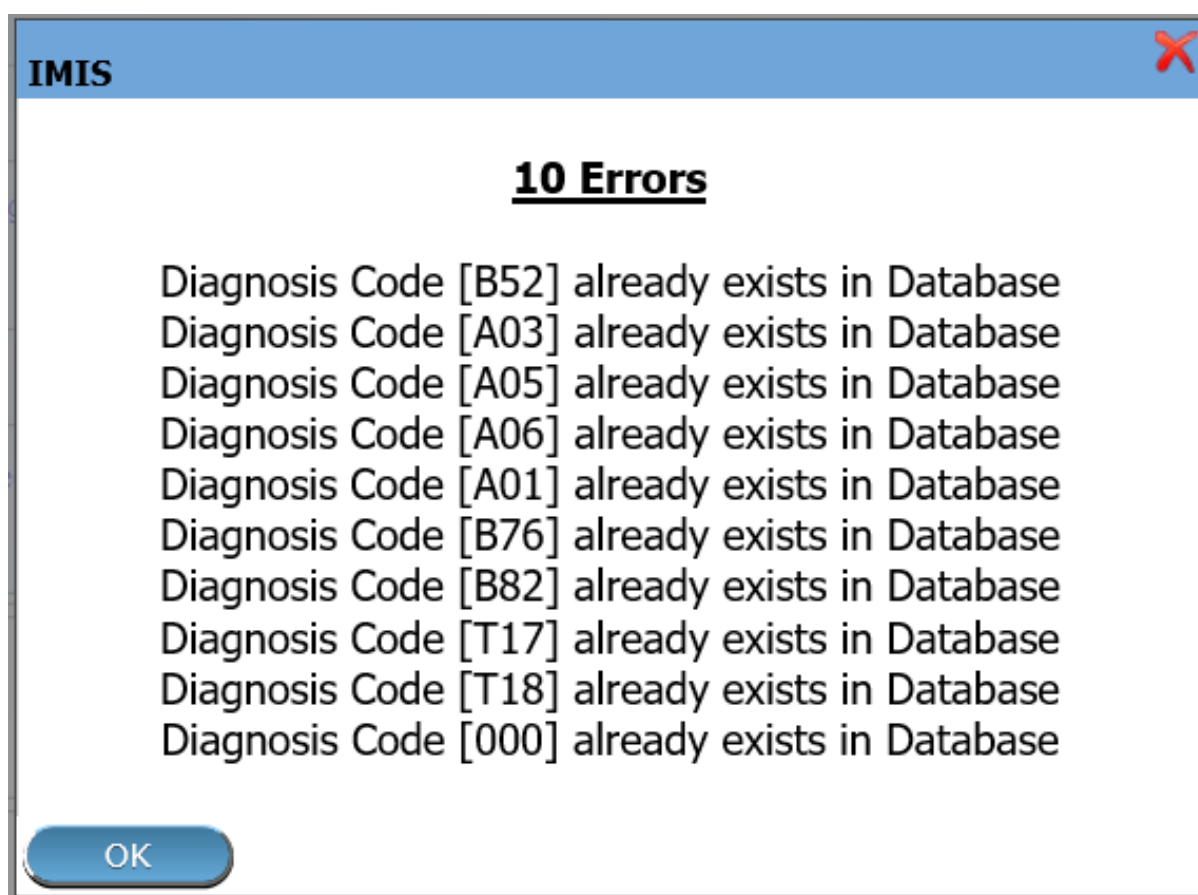 IMIS
10 Errors
Diagnosis Code [B52] already exists in Database
Diagnosis Code [A03] already exists in Database
Diagnosis Code [A05] already exists in Database
Diagnosis Code [A06] already exists in Database
Diagnosis Code [A01] already exists in Database
Diagnosis Code [B76] already exists in Database
Diagnosis Code [B82] already exists in Database
Diagnosis Code [T17] already exists in Database
Diagnosis Code [T18] already exists in Database
Diagnosis Code [000] already exists in Database
OK